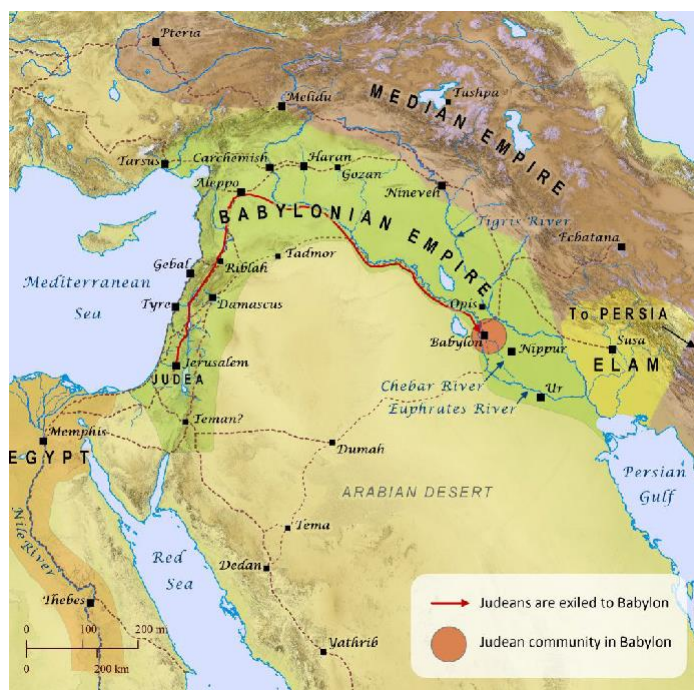 Pteria
Melidu
Tushpa
MEDIAN EMPIRE
Tarsus
Carchemish
Haran
Gozan
Aleppo
Nineveh
BABYLONIAN EMPIRE
Tigris River
Ecbatana
Mediterranean
Sea
Gebal
Riblah
Tadmor
Opis
Tyre
Damascus
To PERSIA
Babylon
Nippur
Susa
ELAM
Jerusalem
JUDEA
Chebar River
Euphrates River
Ur
Teman?
Memphis
EGYPT
Dumah
Persian
Gulf
ARABIAN DESERT
Nile River
Red
Sea
Tema
Dedan
Thebes
Yathrib
0 100 200 m
0 200 km
Judeans are exiled to Babylon
Judean community in Babylon